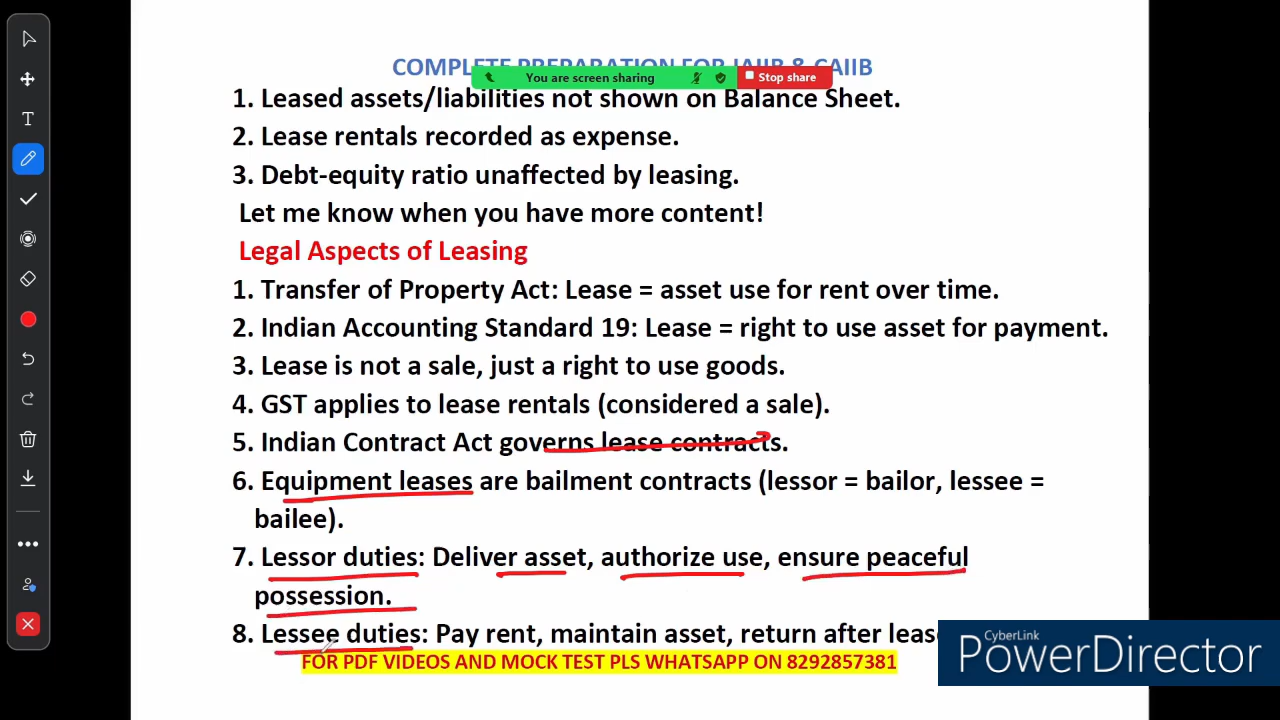 COMPLETE PREPARATION FOR JAIIB & CAIIB
You are screen sharing
Stop share
1. Leased assets/liabilities not shown on Balance Sheet.
2. Lease rentals recorded as expense.
3. Debt-equity ratio unaffected by leasing.
Let me know when you have more content!
Legal Aspects of Leasing
1. Transfer of Property Act: Lease = asset use for rent over time.
2. Indian Accounting Standard 19: Lease = right to use asset for payment.
3. Lease is not a sale, just a right to use goods.
4. GST applies to lease rentals (considered a sale).
5. Indian Contract Act governs lease contracts.
6. Equipment leases are bailment contracts (lessor = bailor, lessee =
bailee).
7. Lessor duties: Deliver asset, authorize use, ensure peaceful
possession.
8. Lessee duties: Pay rent, maintain asset, return after lease
FOR PDF VIDEOS AND MOCK TEST PLS WHATSAPP ON 8292857381
CyberLink
PowerDirector
T